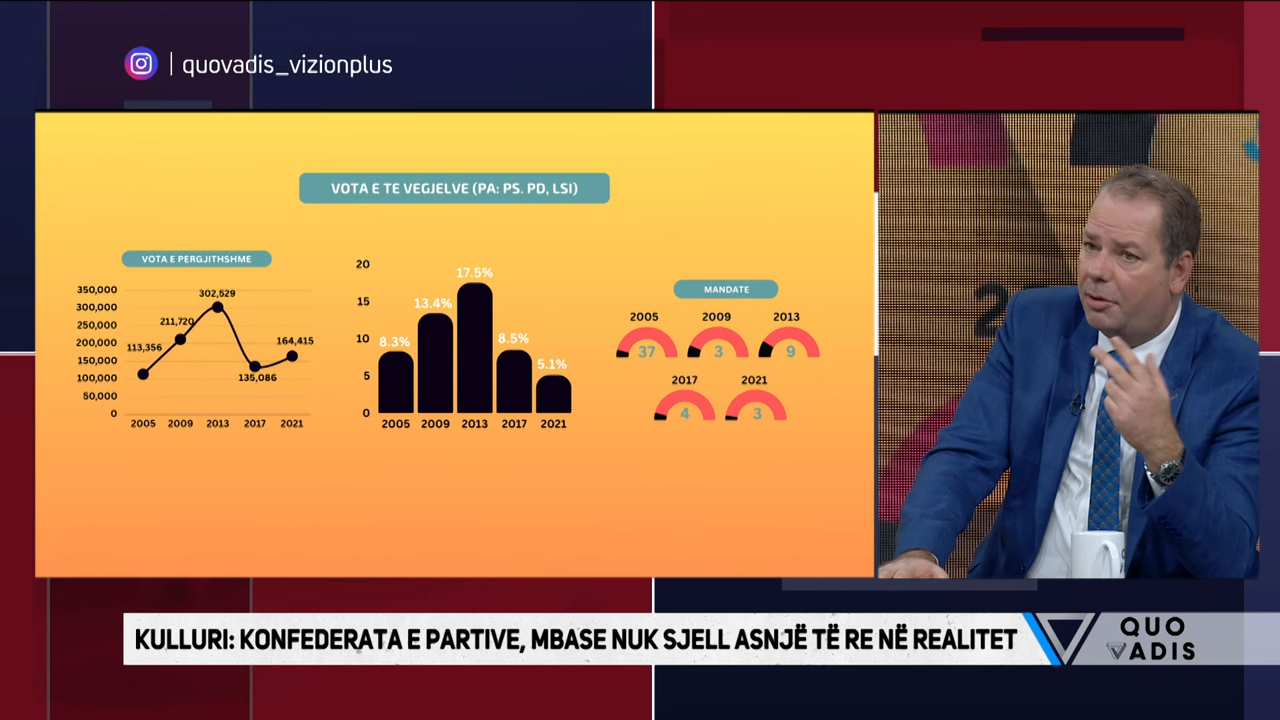 quovadis_vizionplus
VOTA E TE VEGJELVE (PA: PS. PD, LSI)
VOTA E PERGJITHSHME
350,000
300,000
250,000
200,000
150,000
100,000
50,000
0
113,356
211,720
302,529
135,086
164,415
2005 2009 2013 2017 2021
20
15
10
5
0
8.3%
13.4%
17.5%
8.5%
5.1%
2005 2009 2013 2017 2021
MANDATE
2005 2009 2013
37 3 9
2017 2021
4 3
KULLURI: KONFEDERATA E PARTIVE, MBASE NUK SJELL ASNJË TË RE NË REALITET
QUO
VADIS